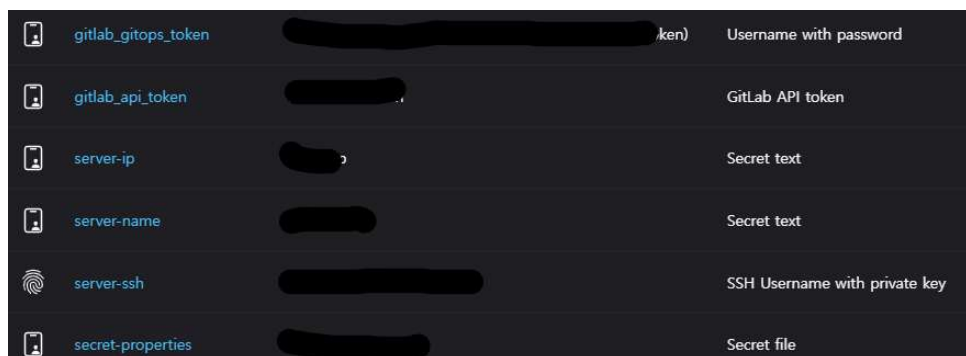 gitlab_gitops_token ken) Username with password
gitlab_api_token GitLab API token
server-ip Secret text
server-name Secret text
server-ssh SSH Username with private key
secret-properties Secret file